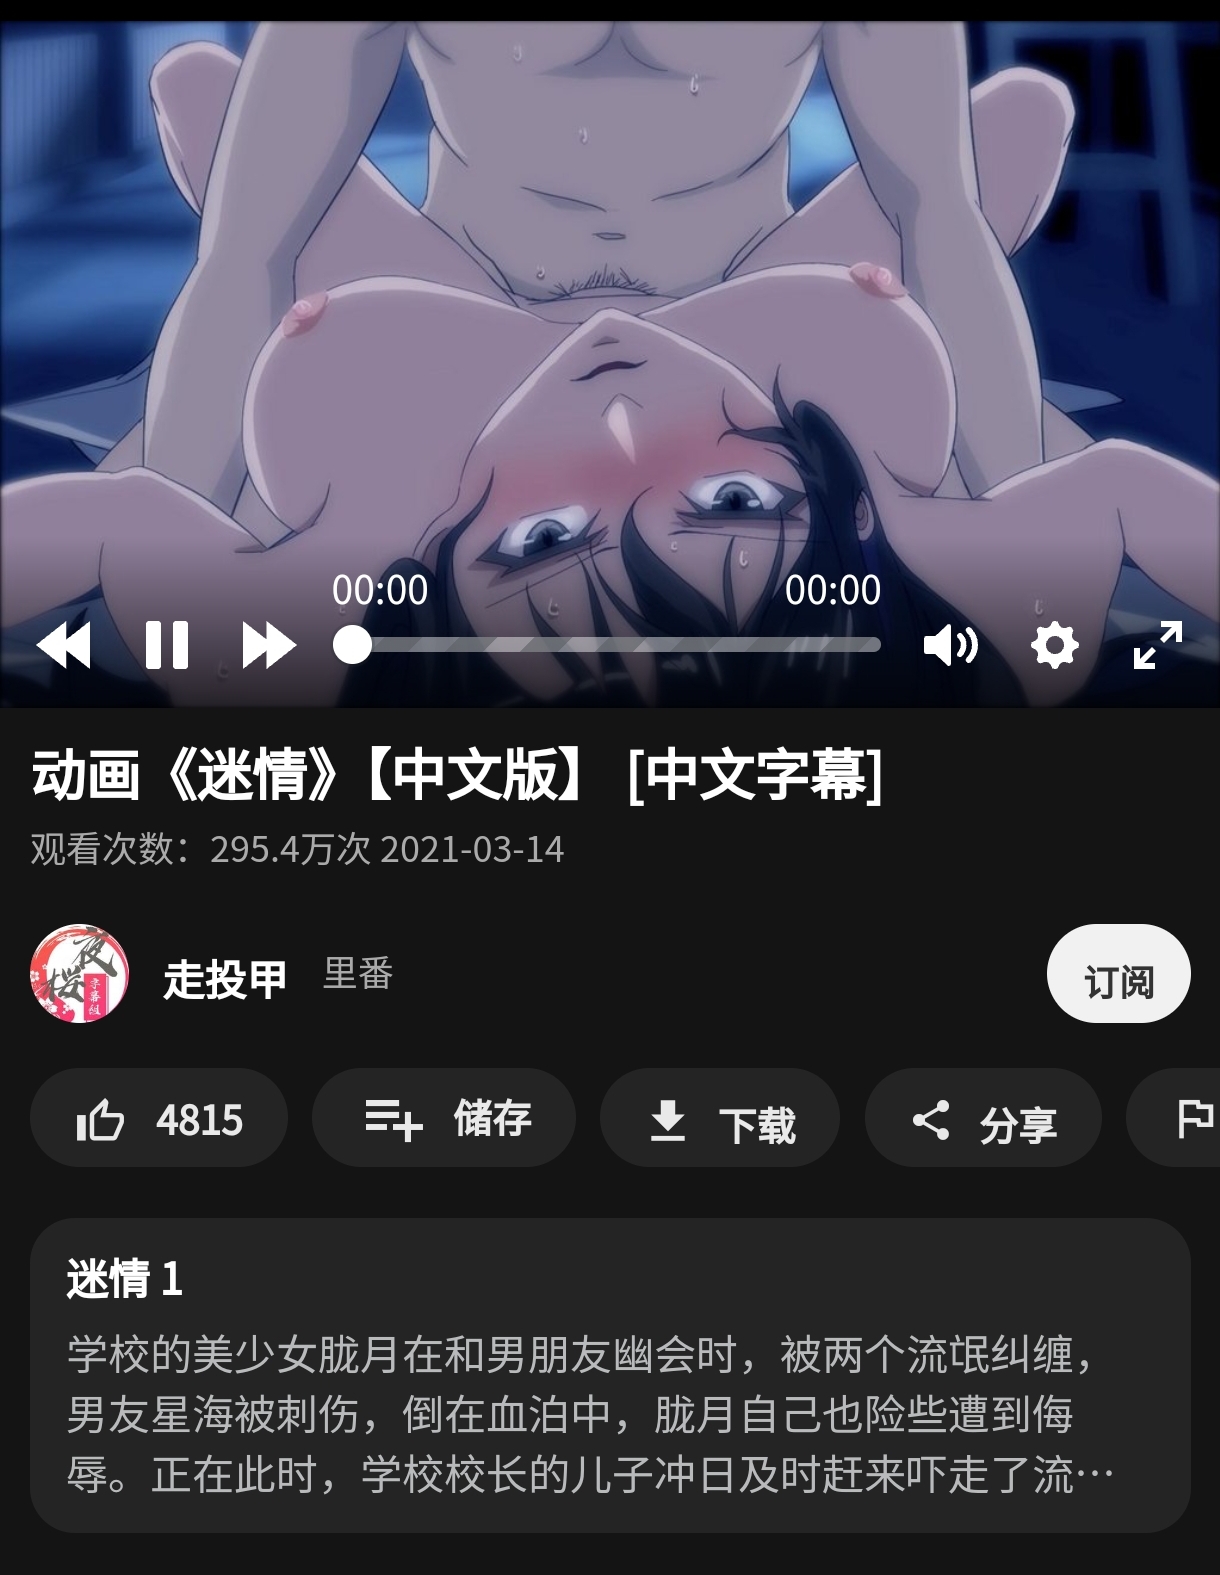 00:00 00:00
动画《迷情》【中文版】 [中文字幕]
观看次数：295.4万次 2021-03-14
夜桜字幕组
走投甲 里番
订阅
4815 储存 下载 分享
迷情 1
学校的美少女胧月在和男朋友幽会时，被两个流氓纠缠，
男友星海被刺伤，倒在血泊中，胧月自己也险些遭到侮
辱。正在此时，学校校长的儿子冲日及时赶来吓走了流…